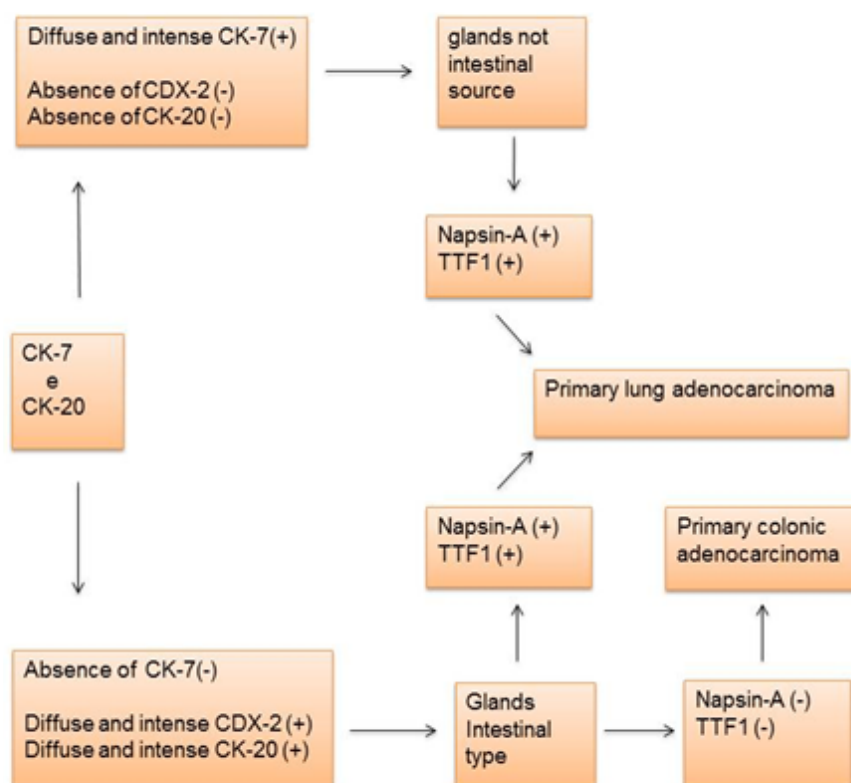 Diffuse and intense CK-7(+)
Absence of CDX-2 (-)
Absence of CK-20 (-)
glands not
intestinal
source
Napsin-A (+)
TTF1 (+)
CK-7
e
CK-20
Primary lung adenocarcinoma
Napsin-A (+)
TTF1 (+)
Primary colonic
adenocarcinoma
Absence of CK-7(-)
Diffuse and intense CDX-2 (+)
Diffuse and intense CK-20 (+)
Glands
Intestinal
type
Napsin-A (-)
TTF1 (-)